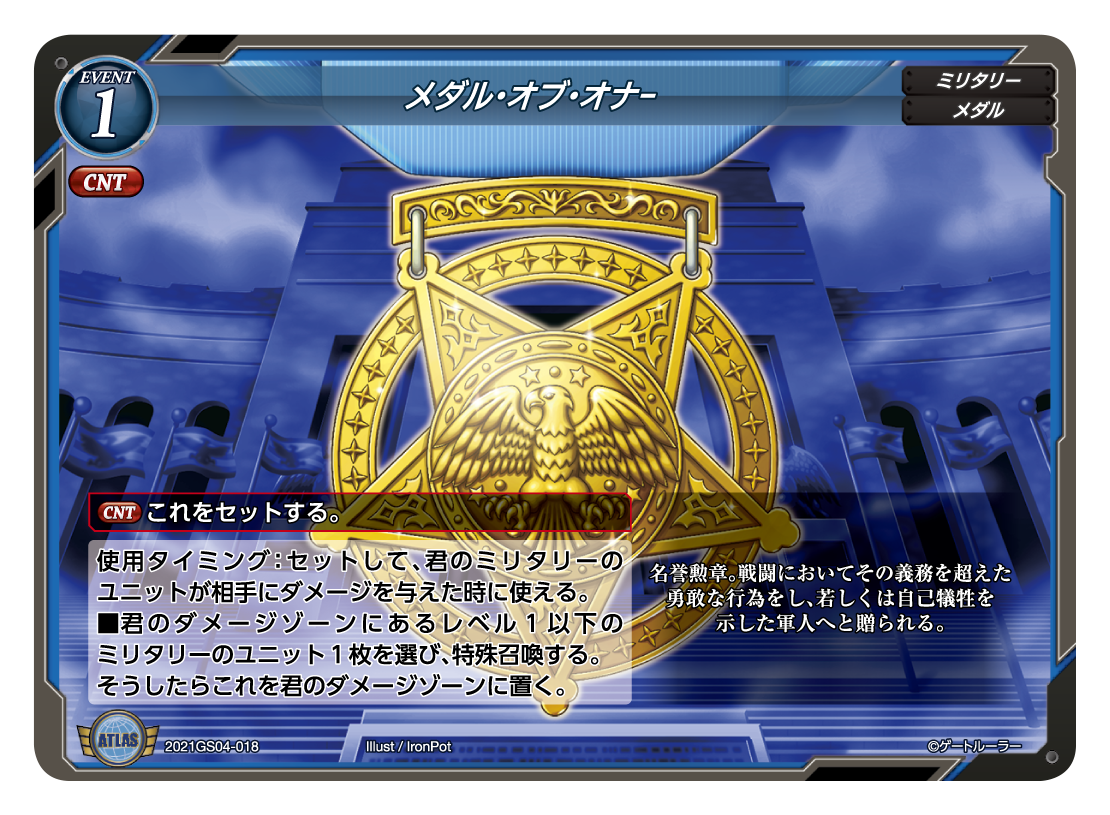 EVENT
1
メダル・オブ・オナー
ミリタリー
メダル
CNT
CNT これをセットする。
使用タイミング：セットして、君のミリタリーの
ユニットが相手にダメージを与えた時に使える。
■君のダメージゾーンにあるレベル1以下の
ミリタリーのユニット1枚を選び、特殊召喚する。
そうしたらこれを君のダメージゾーンに置く。
名誉勲章。戦闘においてその義務を超えた
勇敢な行為をし、若しくは自己犠牲を
示した軍人へと贈られる。
ATLAS
2021GS04-018
Illust / IronPot
©ゲートルーラー